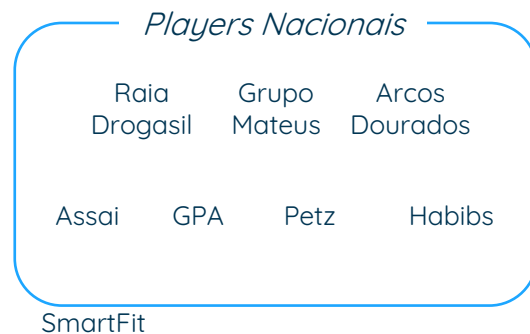 Players Nacionais
Raia Grupo Arcos
Drogasil Mateus Dourados
Assai GPA Petz Habibs
SmartFit